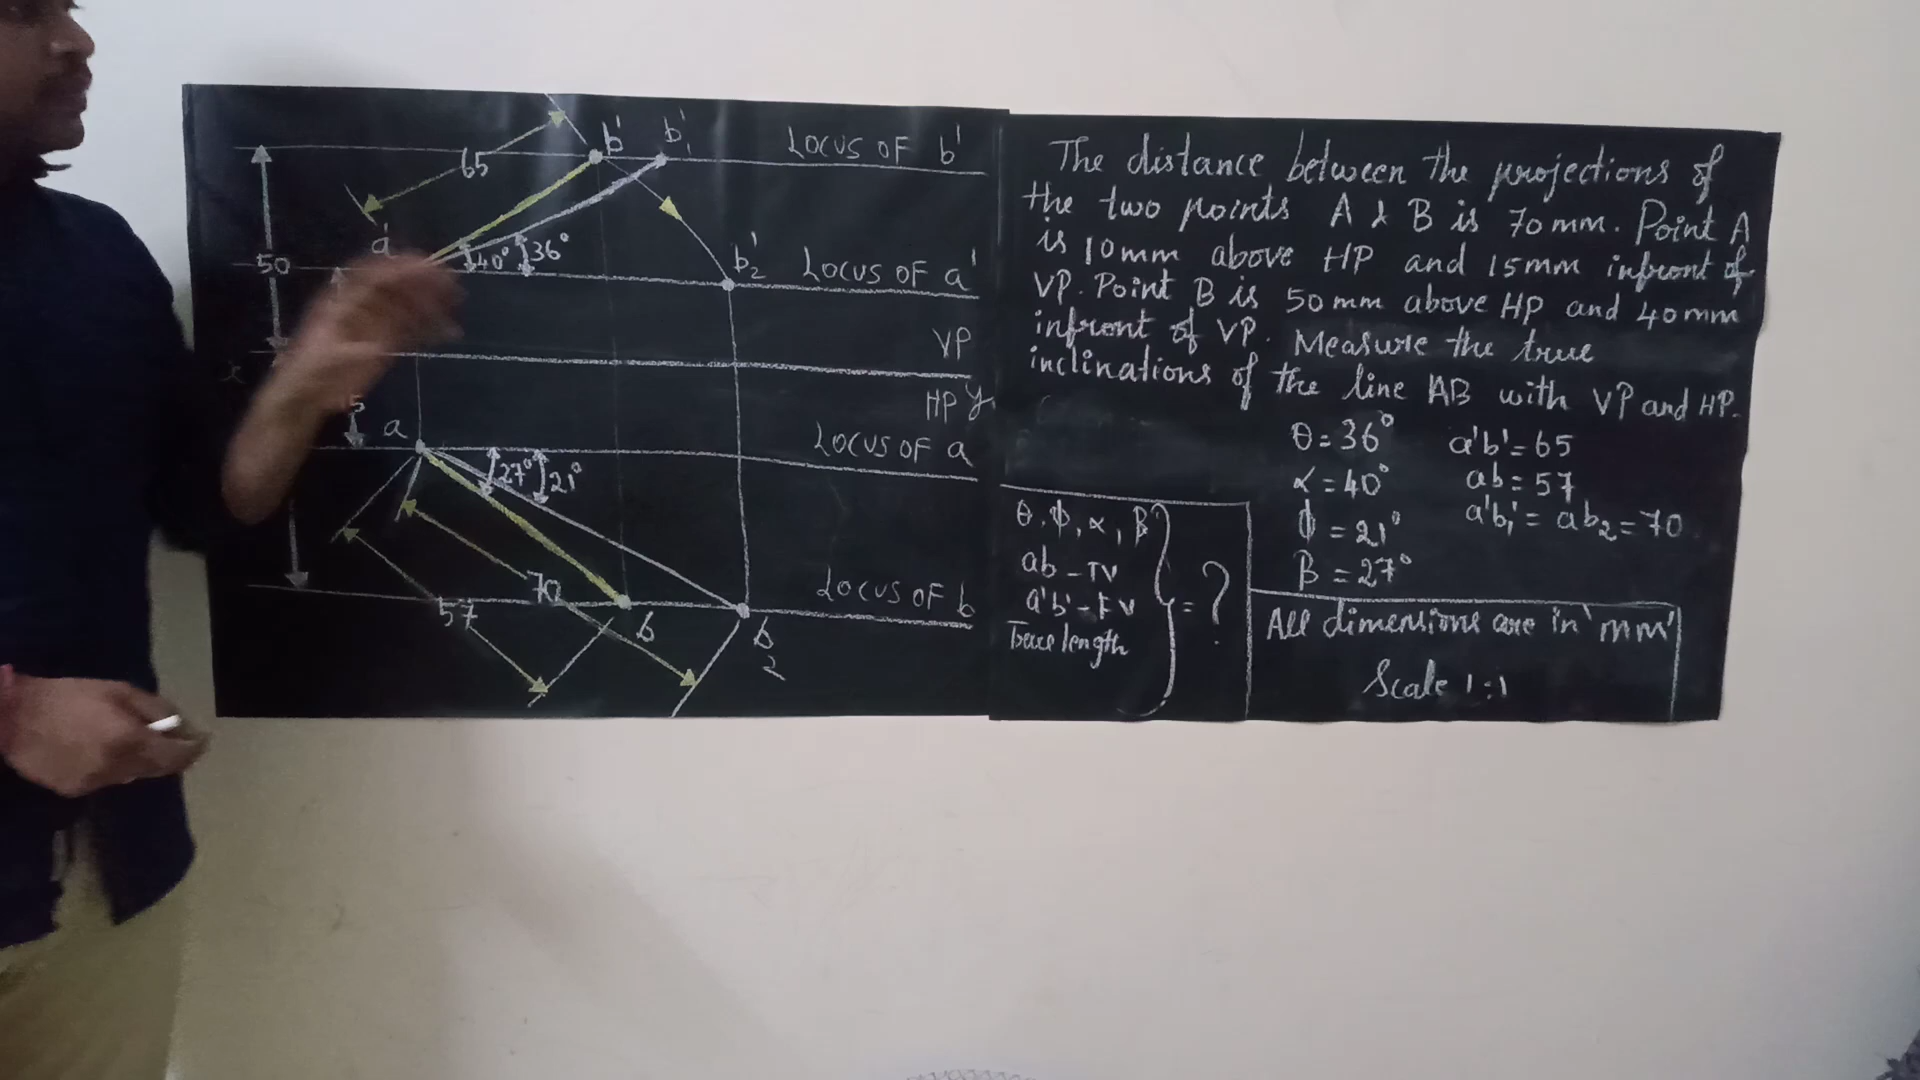 65
b'
b'1
LOCUS OF b'
a'
40°
36°
50
b'2
LOCUS OF a'
VP
x
HP
y
5
a
LOCUS OF a
27°
21°
70
57
b
b2
LOCUS OF b
The distance between the projections of
the two points A & B is 70mm. Point A
is 10mm above HP and 15mm infront of
VP. Point B is 50mm above HP and 40mm
infront of VP. Measure the true
inclinations of the line AB with VP and HP.
θ = 36° a'b' = 65
α = 40° ab = 57
ϕ = 21° a'b'1 = ab2 = 70
β = 27°
θ, ϕ, α, β
ab - TV
a'b' - FV
True length
= ?
All dimensions are in 'mm'
Scale 1:1